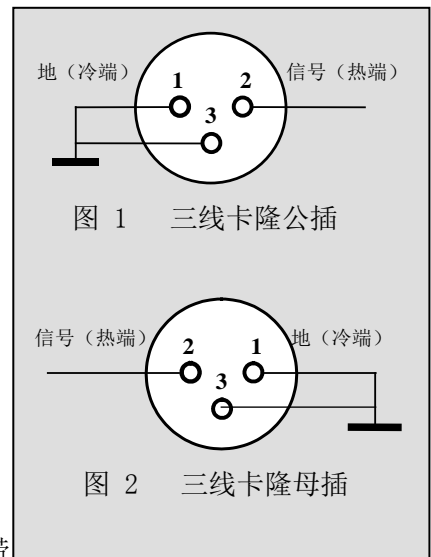 地（冷端） 信号（热端）
1 2
3
图 1 三线卡隆公插
信号（热端） 地（冷端）
2 1
3
图 2 三线卡隆母插